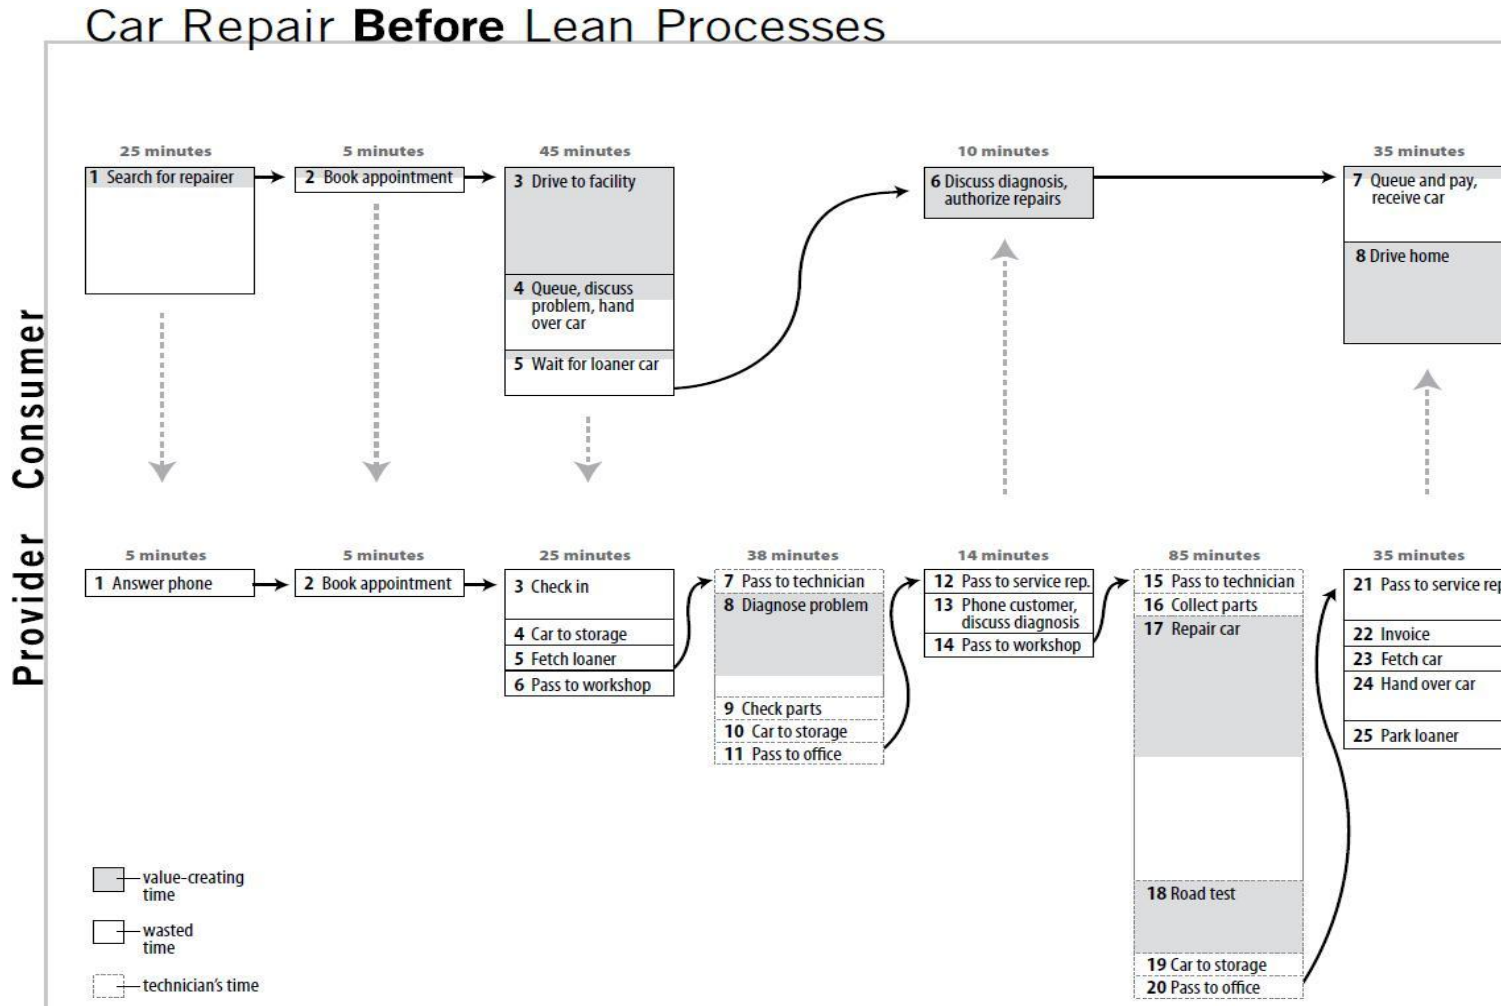 Car Repair Before Lean Processes
Consumer
25 minutes
1 Search for repairer
5 minutes
2 Book appointment
45 minutes
3 Drive to facility
4 Queue, discuss
problem, hand
over car
5 Wait for loaner car
10 minutes
6 Discuss diagnosis,
authorize repairs
35 minutes
7 Queue and pay,
receive car
8 Drive home
Provider
5 minutes
1 Answer phone
5 minutes
2 Book appointment
25 minutes
3 Check in
4 Car to storage
5 Fetch loaner
6 Pass to workshop
38 minutes
7 Pass to technician
8 Diagnose problem
9 Check parts
10 Car to storage
11 Pass to office
14 minutes
12 Pass to service rep.
13 Phone customer,
discuss diagnosis
14 Pass to workshop
85 minutes
15 Pass to technician
16 Collect parts
17 Repair car
18 Road test
19 Car to storage
20 Pass to office
35 minutes
21 Pass to service rep
22 Invoice
23 Fetch car
24 Hand over car
25 Park loaner
value-creating
time
wasted
time
technician's time